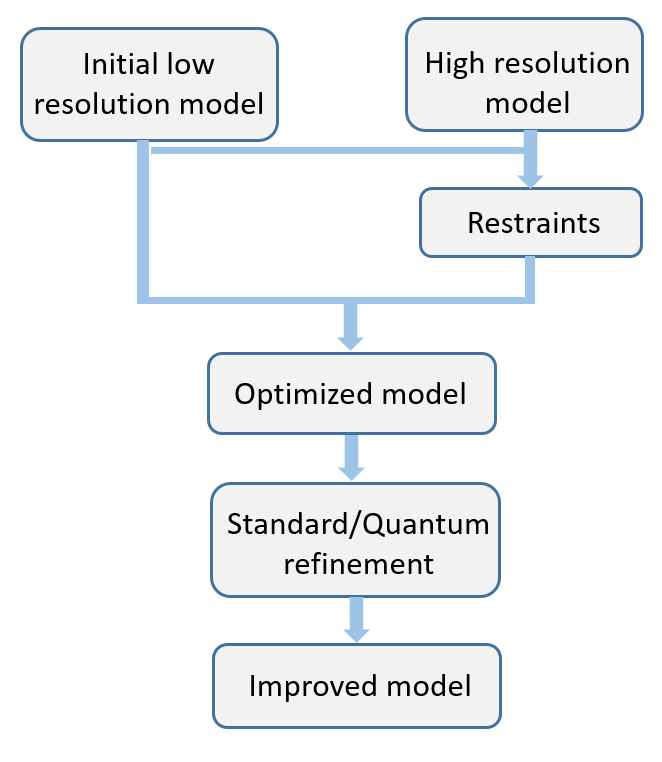 Initial low
resolution model
High resolution
model
Restraints
Optimized model
Standard/Quantum
refinement
Improved model